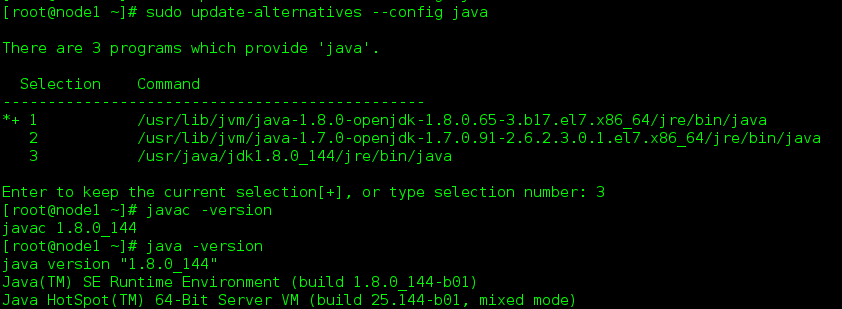 [root@node1 ~]# sudo update-alternatives --config java
There are 3 programs which provide 'java'.
Selection    Command
-----------------------------------------------
*+ 1           /usr/lib/jvm/java-1.8.0-openjdk-1.8.0.65-3.b17.el7.x86_64/jre/bin/java
   2           /usr/lib/jvm/java-1.7.0-openjdk-1.7.0.91-2.6.2.3.0.1.el7.x86_64/jre/bin/java
   3           /usr/java/jdk1.8.0_144/jre/bin/java
Enter to keep the current selection[+], or type selection number: 3
[root@node1 ~]# javac -version
javac 1.8.0_144
[root@node1 ~]# java -version
java version "1.8.0_144"
Java(TM) SE Runtime Environment (build 1.8.0_144-b01)
Java HotSpot(TM) 64-Bit Server VM (build 25.144-b01, mixed mode)